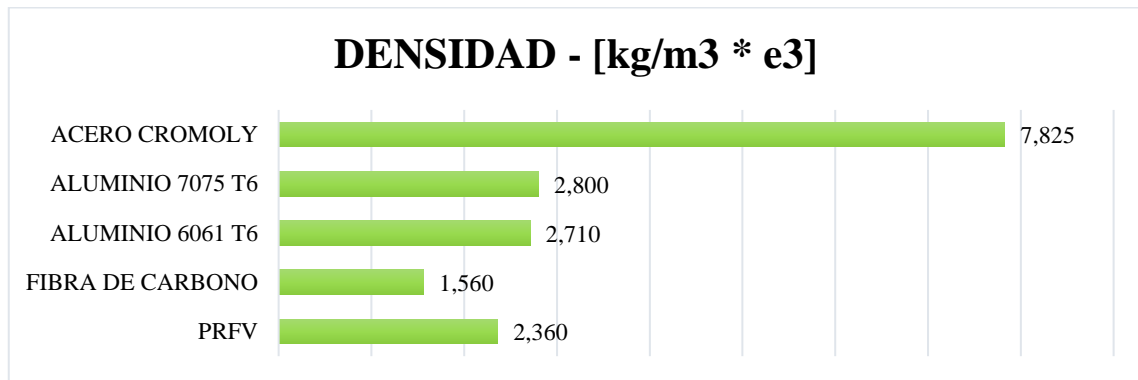 DENSIDAD - [kg/m3 * e3]
ACERO CROMOLY 7,825
ALUMINIO 7075 T6 2,800
ALUMINIO 6061 T6 2,710
FIBRA DE CARBONO 1,560
PRFV 2,360